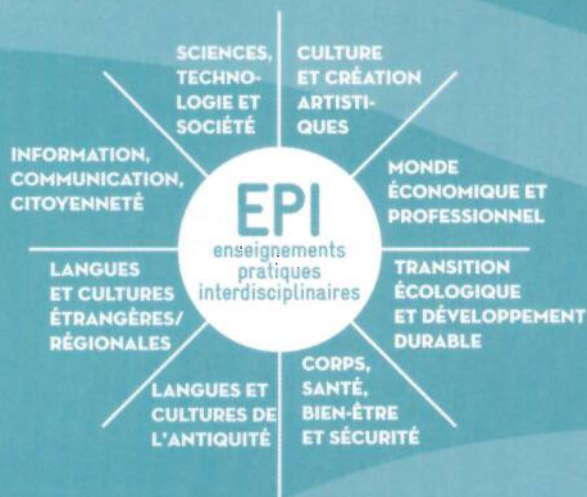 SCIENCES,
TECHNO-
LOGIE ET
SOCIÉTÉ
CULTURE
ET CRÉATION
ARTISTI-
QUES
INFORMATION,
COMMUNICATION,
CITOYENNETÉ
MONDE
ÉCONOMIQUE ET
PROFESSIONNEL
EPI
enseignements
pratiques
interdisciplinaires
LANGUES
ET CULTURES
ÉTRANGÈRES/
RÉGIONALES
TRANSITION
ÉCOLOGIQUE
ET DÉVELOPPEMENT
DURABLE
LANGUES ET
CULTURES DE
L'ANTIQUITÉ
CORPS,
SANTÉ,
BIEN-ÊTRE
ET SÉCURITÉ